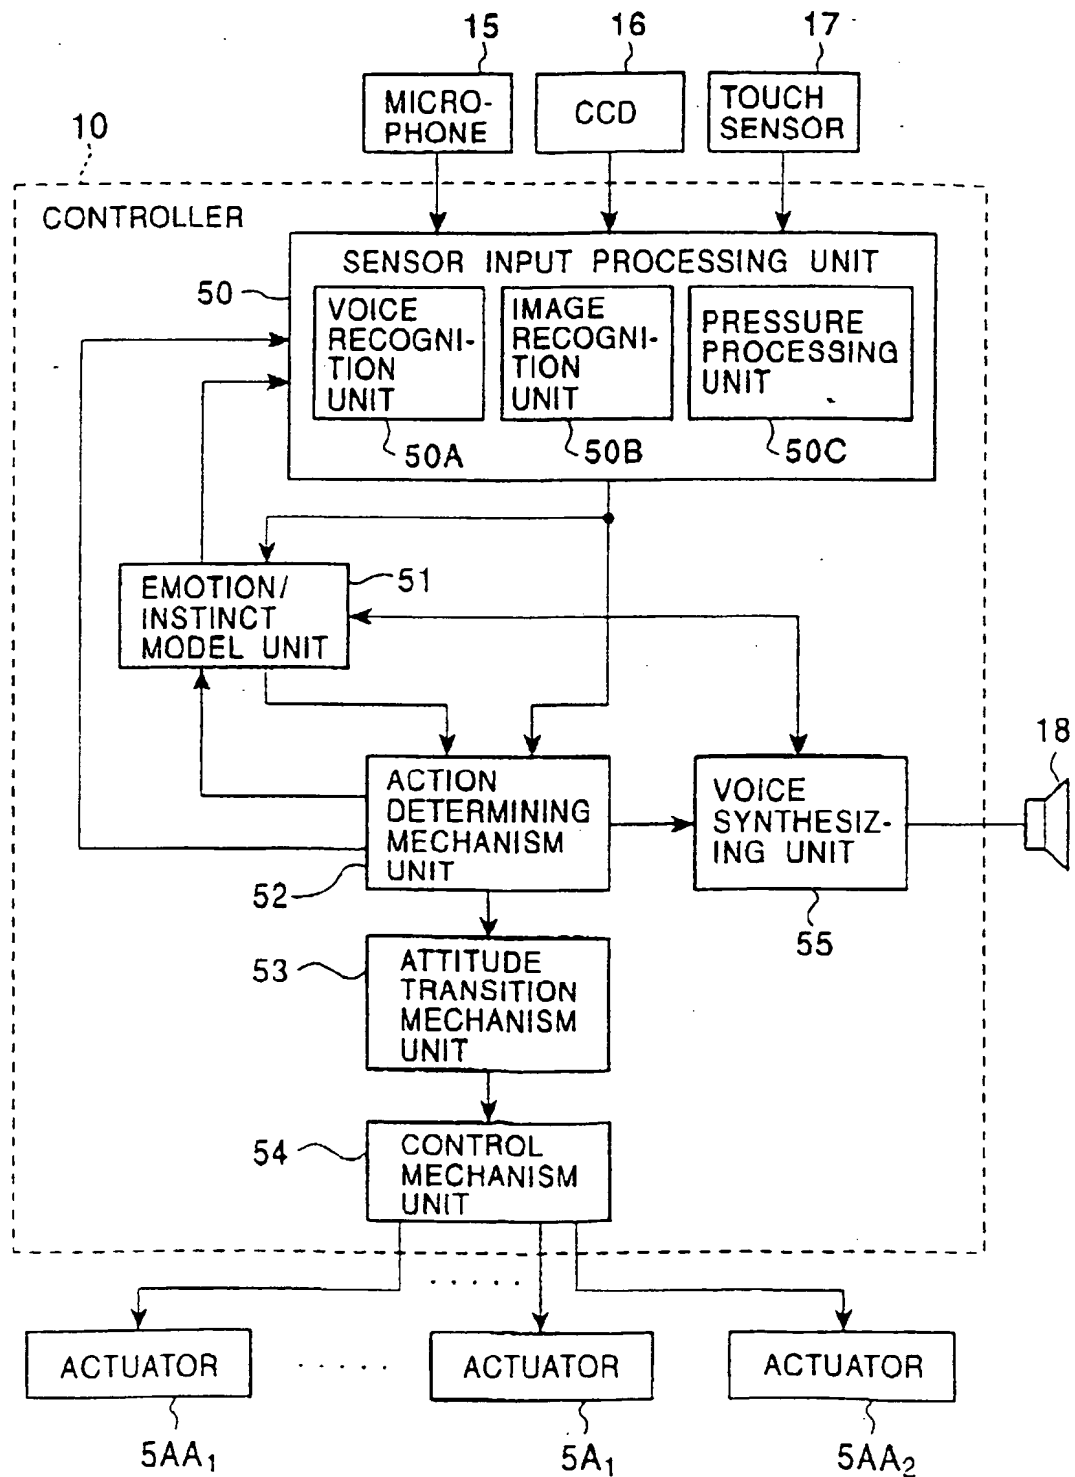 15
16
17
MICRO-
PHONE
CCD
TOUCH
SENSOR
10
CONTROLLER
SENSOR INPUT PROCESSING UNIT
50
VOICE
RECOGNI-
TION
UNIT
IMAGE
RECOGNI-
TION
UNIT
PRESSURE
PROCESSING
UNIT
50A
50B
50C
EMOTION/
INSTINCT
MODEL UNIT
51
ACTION
DETERMINING
MECHANISM
UNIT
52
VOICE
SYNTHESIZ-
ING UNIT
55
18
53
ATTITUDE
TRANSITION
MECHANISM
UNIT
54
CONTROL
MECHANISM
UNIT
. . . . .
ACTUATOR
. . . . .
ACTUATOR
ACTUATOR
5AA₁
5A₁
5AA₂